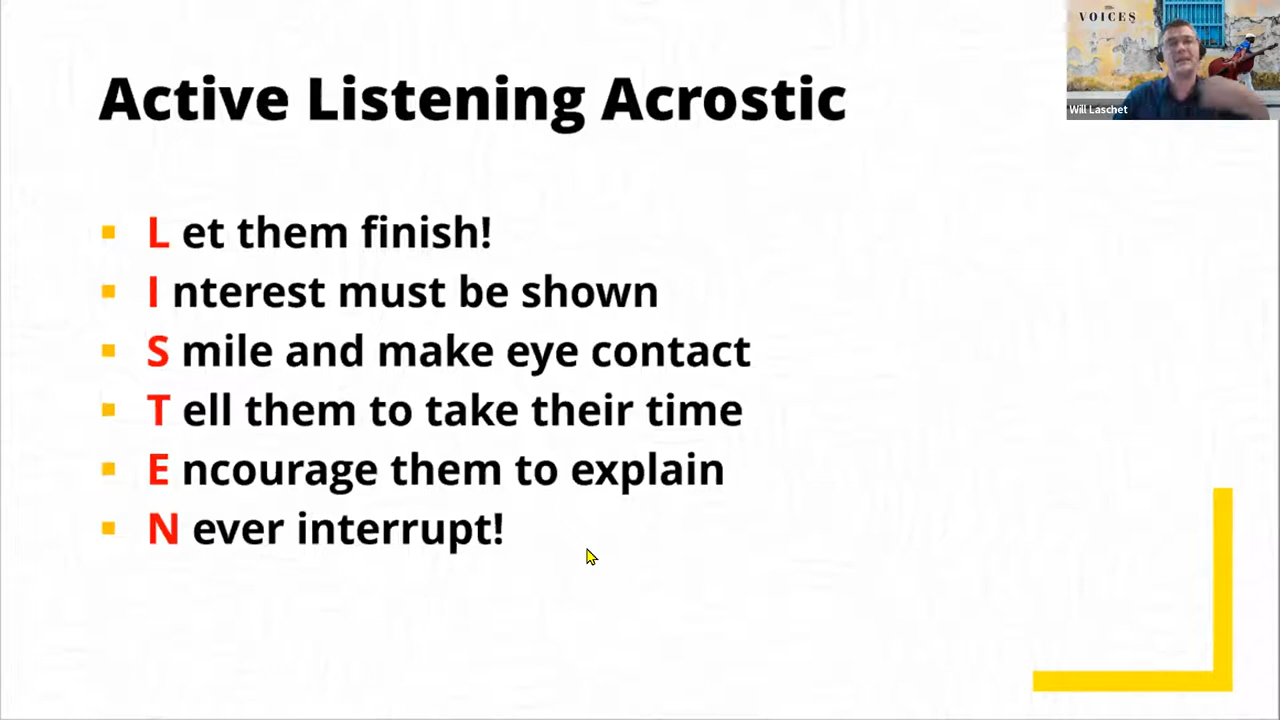 VOICES
Will Laschet
Active Listening Acrostic
L et them finish!
I nterest must be shown
S mile and make eye contact
T ell them to take their time
E ncourage them to explain
N ever interrupt!